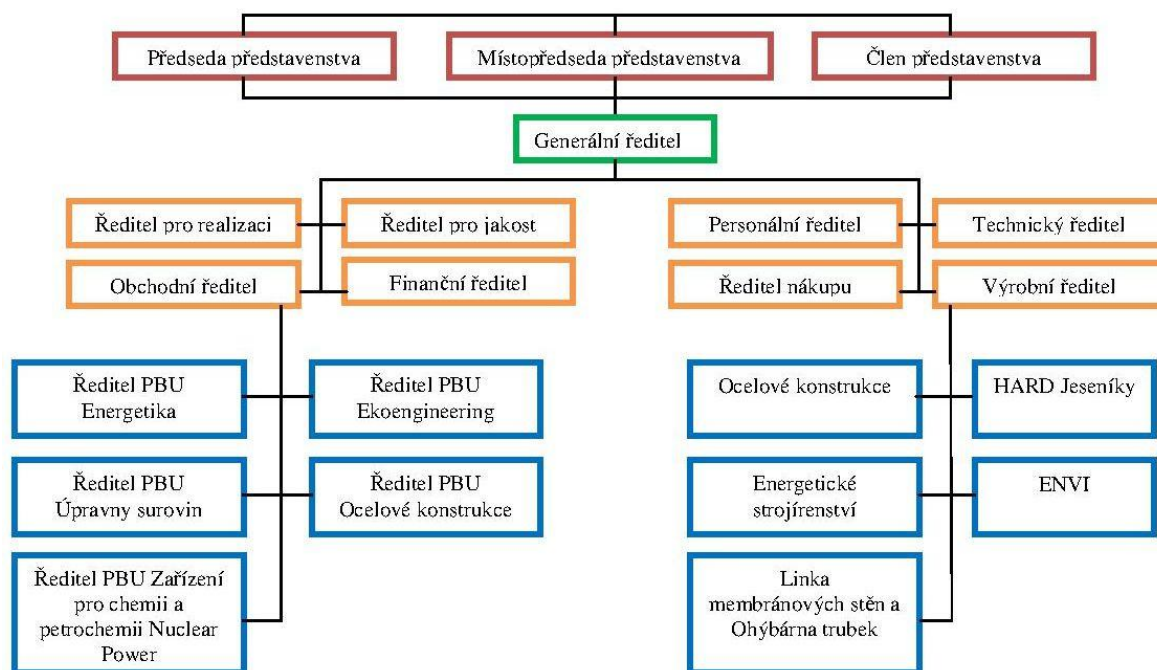 Předseda představenstva
Místopředseda představenstva
Člen představenstva
Generální ředitel
Ředitel pro realizaci
Ředitel pro jakost
Personální ředitel
Technický ředitel
Obchodní ředitel
Finanční ředitel
Ředitel nákupu
Výrobní ředitel
Ředitel PBU
Energetika
Ředitel PBU
Ekoengineering
Ocelové konstrukce
HARD Jeseníky
Ředitel PBU
Úpravny surovin
Ředitel PBU
Ocelové konstrukce
Energetické
strojírenství
ENVI
Ředitel PBU Zařízení
pro chemii a
petrochemii Nuclear
Power
Linka
membránových stěn a
Ohýbárna trubek